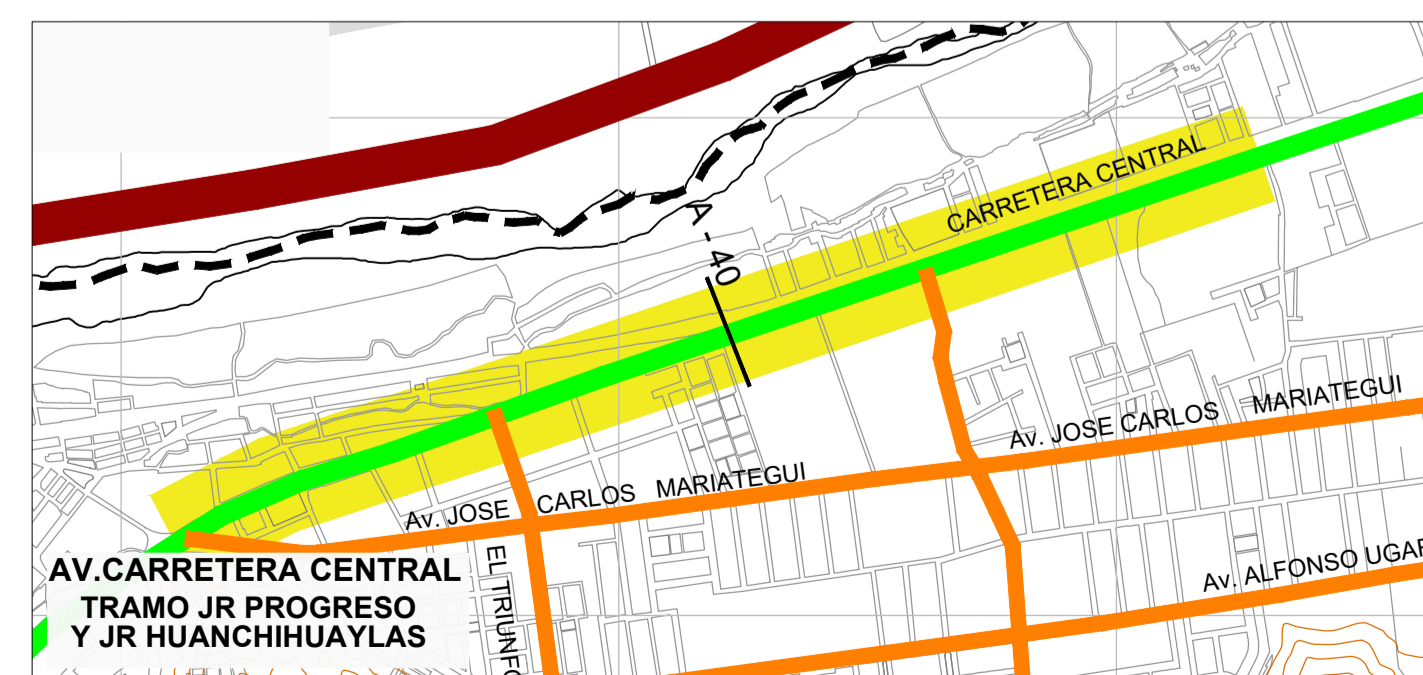 CARRETERA CENTRAL
A - 40
Av. JOSE CARLOS MARIATEGUI
Av. JOSE CARLOS MARIATEGUI
Av. ALFONSO UGAR
EL TRIUNFO
AV.CARRETERA CENTRAL
TRAMO JR PROGRESO
Y JR HUANCHIHUAYLAS